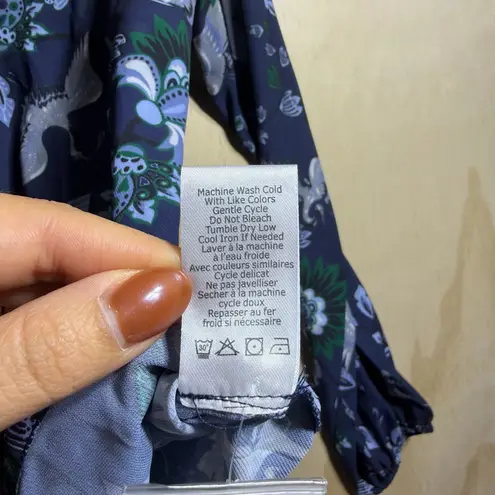 Machine Wash Cold
With Like Colors
Gentle Cycle
Do Not Bleach
Tumble Dry Low
Cool Iron If Needed
Laver à la machine
à l'eau froide
Avec couleurs similaires
Cycle delicat
Ne pas javelliser
Secher à la machine
cycle doux
Repasser au fer
froid si nécessaire
30°